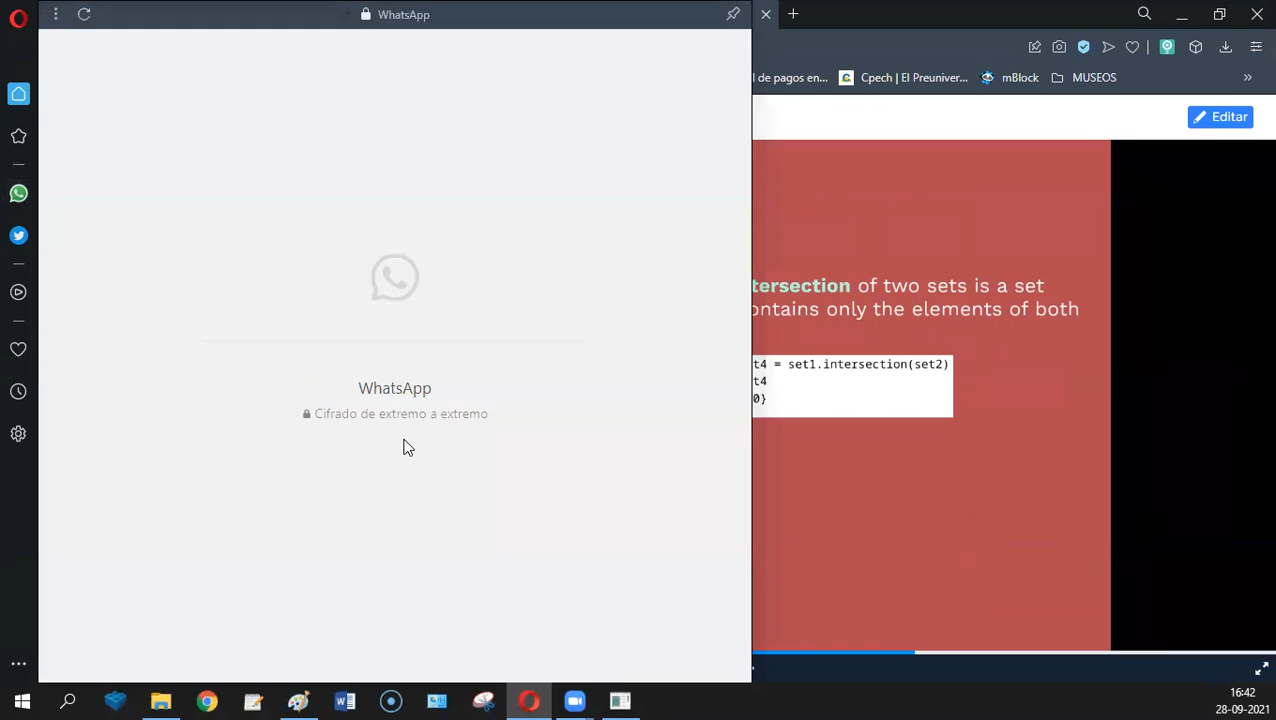 WhatsApp
l de pagos en...
Cpech | El Preuniver...
mBlock
MUSEOS
»
Editar
tersection of two sets is a set
ontains only the elements of both
t4 = set1.intersection(set2)
t4
0}
WhatsApp
Cifrado de extremo a extremo
16:42
28-09-2021